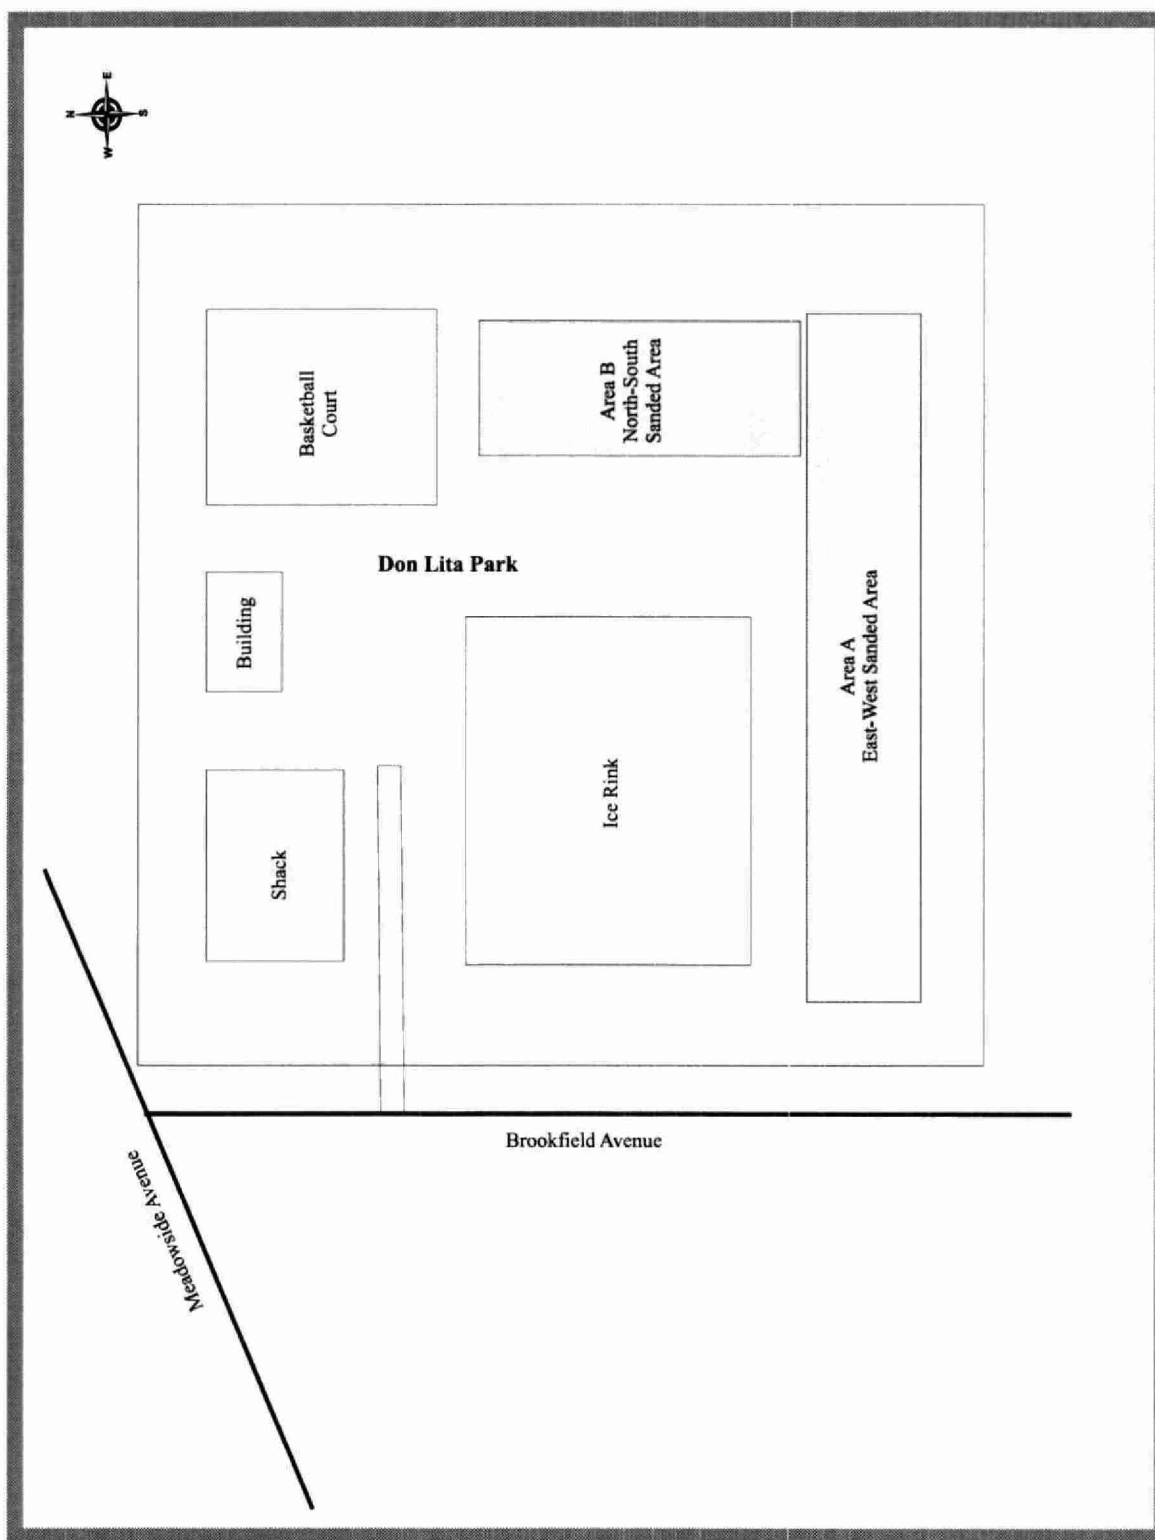 E
N
S
W
Basketball
Court
Area B
North-South
Sanded Area
Don Lita Park
Building
Area A
East-West Sanded Area
Ice Rink
Shack
Brookfield Avenue
Meadowside Avenue